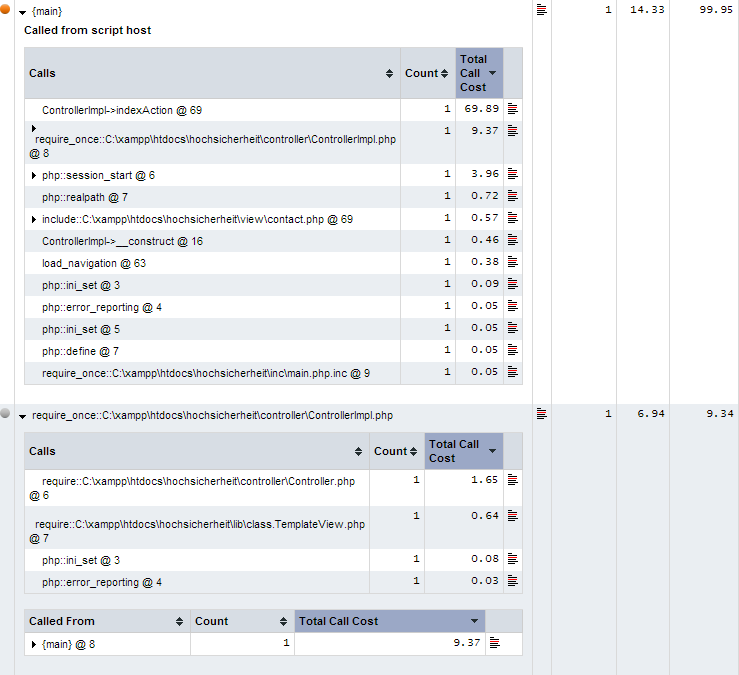 {main} 1 14.33 99.95
Called from script host
Calls Count Total Call Cost
ControllerImpl->indexAction @ 69 1 69.89
require_once::C:\xampp\htdocs\hochsicherheit\controller\ControllerImpl.php 1 9.37
@ 8
php::session_start @ 6 1 3.96
php::realpath @ 7 1 0.72
include::C:\xampp\htdocs\hochsicherheit\view\contact.php @ 69 1 0.57
ControllerImpl->__construct @ 16 1 0.46
load_navigation @ 63 1 0.38
php::ini_set @ 3 1 0.09
php::error_reporting @ 4 1 0.05
php::ini_set @ 5 1 0.05
php::define @ 7 1 0.05
require_once::C:\xampp\htdocs\hochsicherheit\inc\main.php.inc @ 9 1 0.05
require_once::C:\xampp\htdocs\hochsicherheit\controller\ControllerImpl.php 1 6.94 9.34
Calls Count Total Call Cost
require::C:\xampp\htdocs\hochsicherheit\controller\Controller.php 1 1.65
@ 6
require::C:\xampp\htdocs\hochsicherheit\lib\class.TemplateView.php 1 0.64
@ 7
php::ini_set @ 3 1 0.08
php::error_reporting @ 4 1 0.03
Called From Count Total Call Cost
{main} @ 8 1 9.37